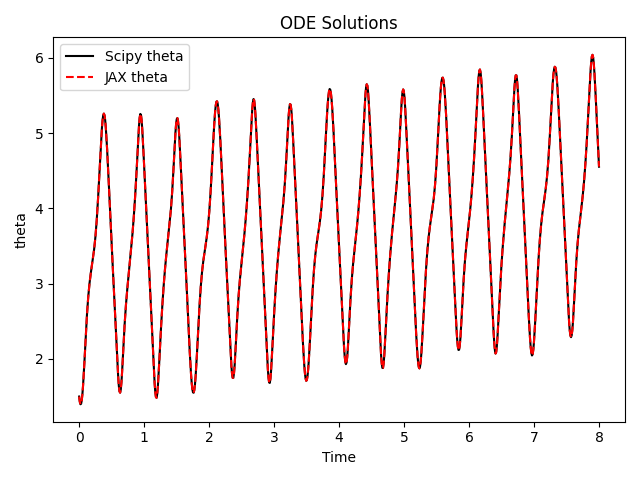 ODE Solutions
Scipy theta
JAX theta
6
5
4
3
2
theta
0 1 2 3 4 5 6 7 8
Time